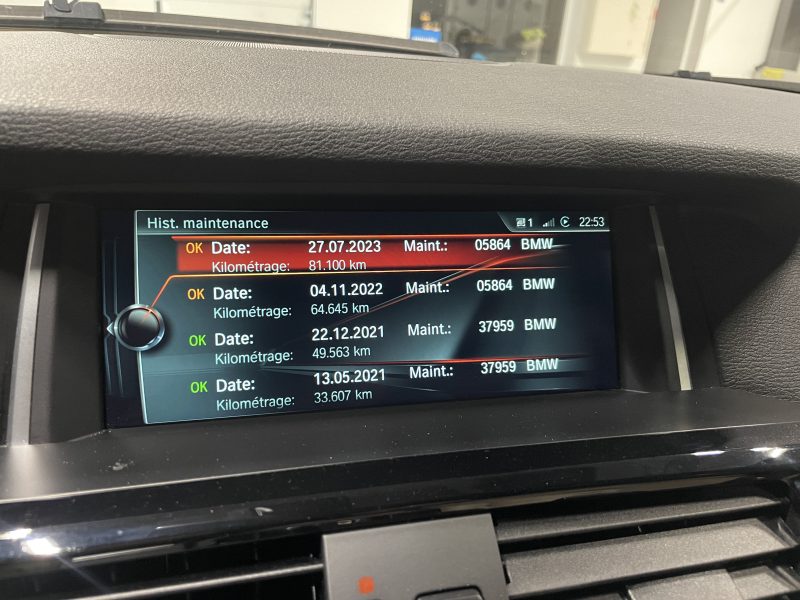 Hist. maintenance 1 22:53
OK Date: 27.07.2023 Maint.: 05864 BMW
Kilométrage: 81.100 km
OK Date: 04.11.2022 Maint.: 05864 BMW
Kilométrage: 64.645 km
OK Date: 22.12.2021 Maint.: 37959 BMW
Kilométrage: 49.563 km
OK Date: 13.05.2021 Maint.: 37959 BMW
Kilométrage: 33.607 km